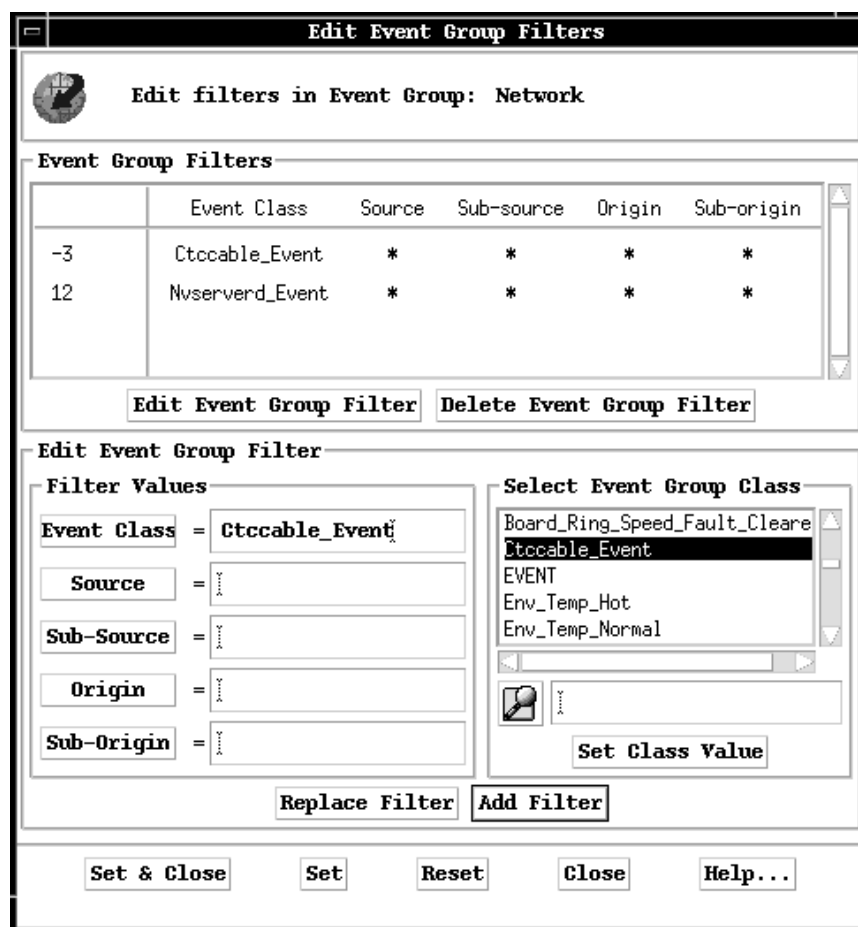 Edit Event Group Filters
Edit filters in Event Group: Network
Event Group Filters
Event Class Source Sub-source Origin Sub-origin
-3 Ctccable_Event * * * *
12 Nvserverd_Event * * * *
Edit Event Group Filter Delete Event Group Filter
Edit Event Group Filter
Filter Values
Event Class = Ctccable_Event
Source =
Sub-Source =
Origin =
Sub-Origin =
Select Event Group Class
Board_Ring_Speed_Fault_Cleare
Ctccable_Event
EVENT
Env_Temp_Hot
Env_Temp_Normal
Set Class Value
Replace Filter Add Filter
Set & Close Set Reset Close Help...